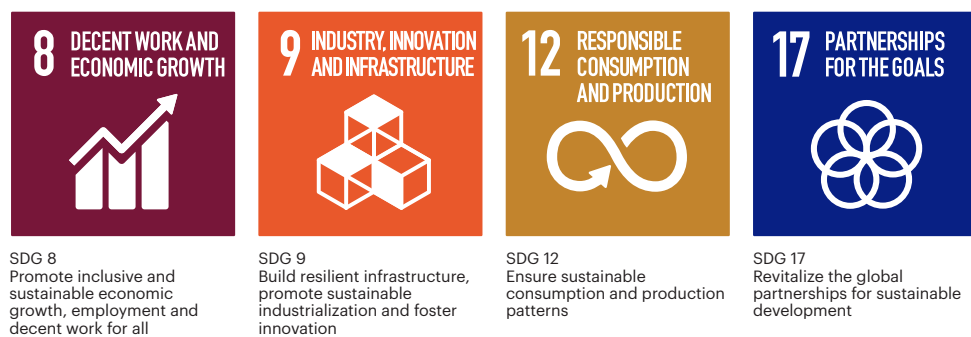 8 DECENT WORK AND
ECONOMIC GROWTH
9 INDUSTRY, INNOVATION
AND INFRASTRUCTURE
12 RESPONSIBLE
CONSUMPTION
AND PRODUCTION
17 PARTNERSHIPS
FOR THE GOALS
SDG 8
Promote inclusive and
sustainable economic
growth, employment and
decent work for all
SDG 9
Build resilient infrastructure,
promote sustainable
industrialization and foster
innovation
SDG 12
Ensure sustainable
consumption and production
patterns
SDG 17
Revitalize the global
partnerships for sustainable
development